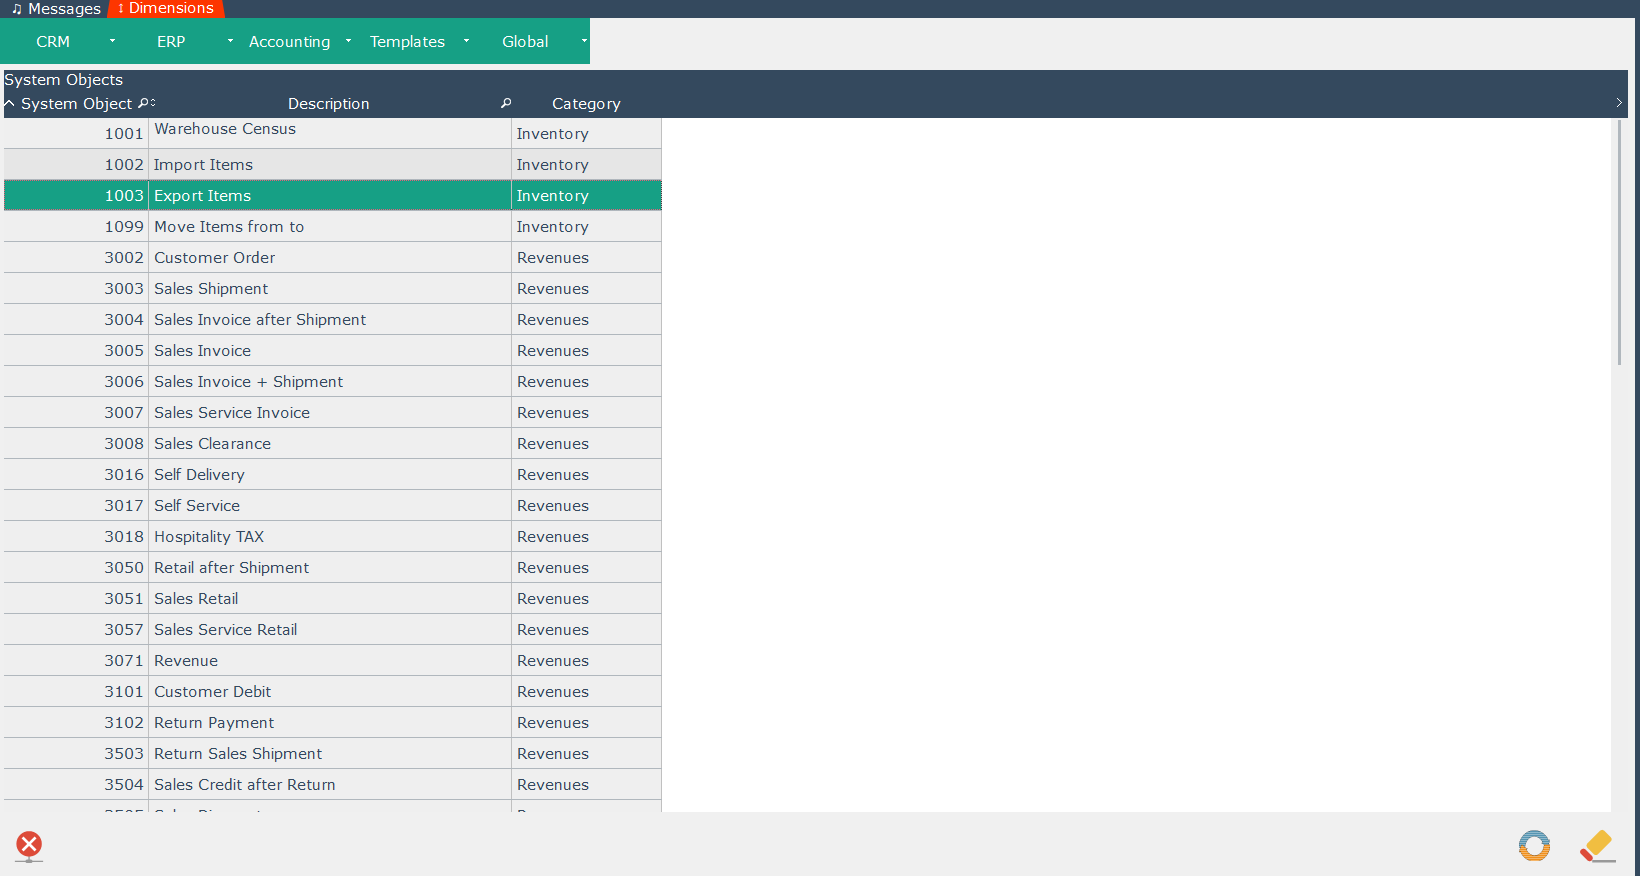 Messages Dimensions
CRM ERP Accounting Templates Global
System Objects
System Object Description Category
1001 Warehouse Census Inventory
1002 Import Items Inventory
1003 Export Items Inventory
1099 Move Items from to Inventory
3002 Customer Order Revenues
3003 Sales Shipment Revenues
3004 Sales Invoice after Shipment Revenues
3005 Sales Invoice Revenues
3006 Sales Invoice + Shipment Revenues
3007 Sales Service Invoice Revenues
3008 Sales Clearance Revenues
3016 Self Delivery Revenues
3017 Self Service Revenues
3018 Hospitality TAX Revenues
3050 Retail after Shipment Revenues
3051 Sales Retail Revenues
3057 Sales Service Retail Revenues
3071 Revenue Revenues
3101 Customer Debit Revenues
3102 Return Payment Revenues
3503 Return Sales Shipment Revenues
3504 Sales Credit after Return Revenues